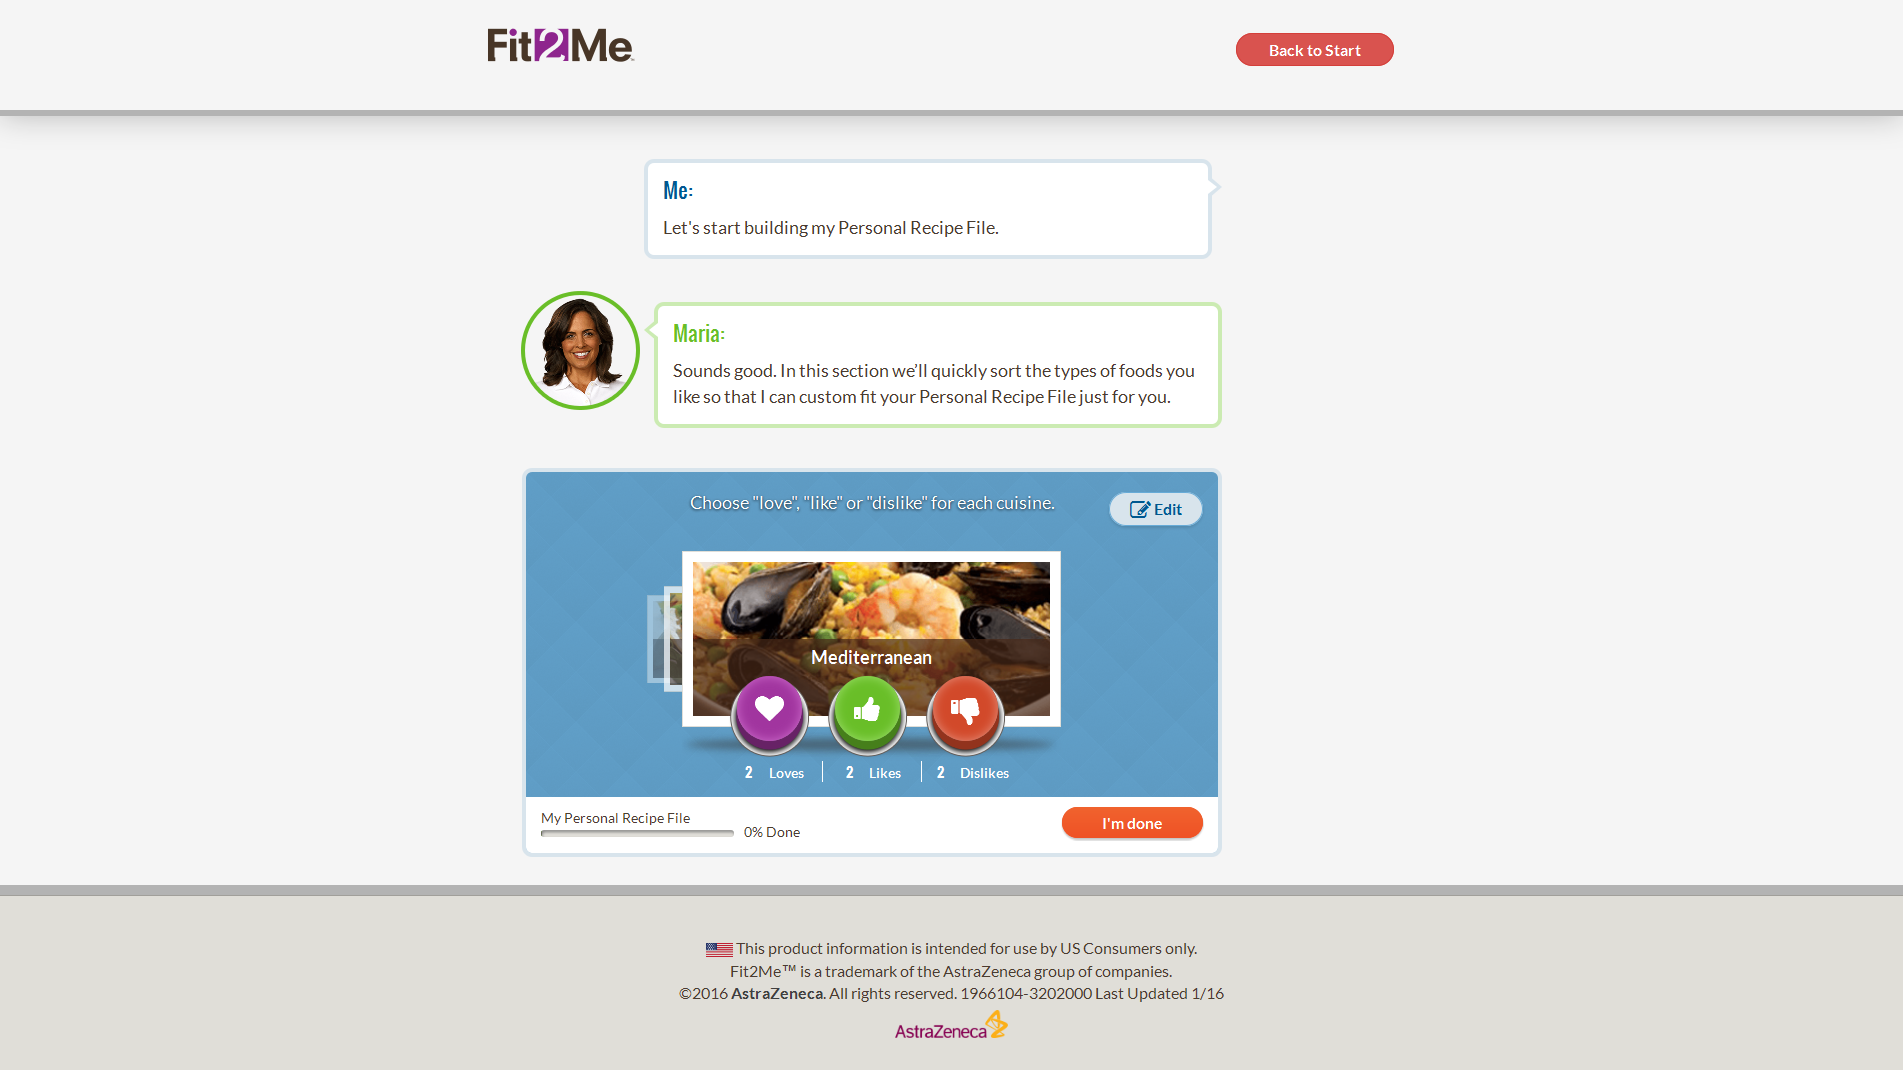 Fit2Me™
Back to Start
Me:
Let's start building my Personal Recipe File.
Maria:
Sounds good. In this section we’ll quickly sort the types of foods you
like so that I can custom fit your Personal Recipe File just for you.
Choose "love", "like" or "dislike" for each cuisine.
Edit
Mediterranean
2 Loves 2 Likes 2 Dislikes
My Personal Recipe File
0% Done
I'm done
This product information is intended for use by US Consumers only.
Fit2Me™ is a trademark of the AstraZeneca group of companies.
©2016 AstraZeneca. All rights reserved. 1966104-3202000 Last Updated 1/16
AstraZeneca